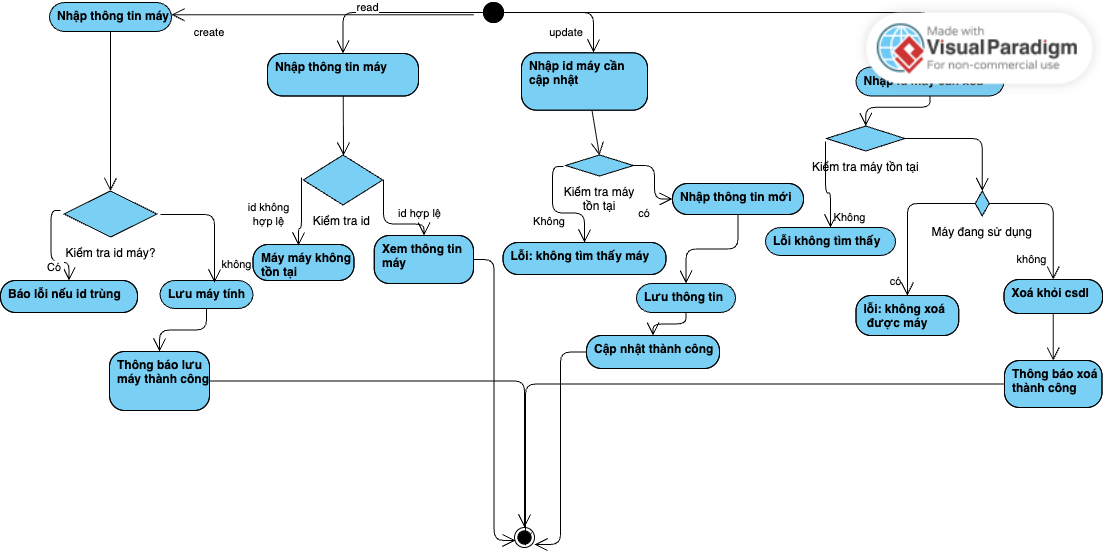 Nhập thông tin máy
read
create
update
Made with
VisualParadigm
For non-commercial use
Nhập thông tin máy
Nhập id máy cần
cập nhật
Nhập
Kiểm tra máy tồn tại
Kiểm tra máy
tồn tại
Nhập thông tin mới
id không
hợp lệ
Kiểm tra id
id hợp lệ
Không
có
Không
Máy đang sử dụng
Kiểm tra id máy?
Có
không
Máy máy không
tồn tại
Xem thông tin
máy
Lỗi: không tìm thấy máy
Lỗi không tìm thấy
có
không
Báo lỗi nếu id trùng
Lưu máy tính
Lưu thông tin
lỗi: không xoá
được máy
Xoá khỏi csdl
Thông báo lưu
máy thành công
Cập nhật thành công
Thông báo xoá
thành công